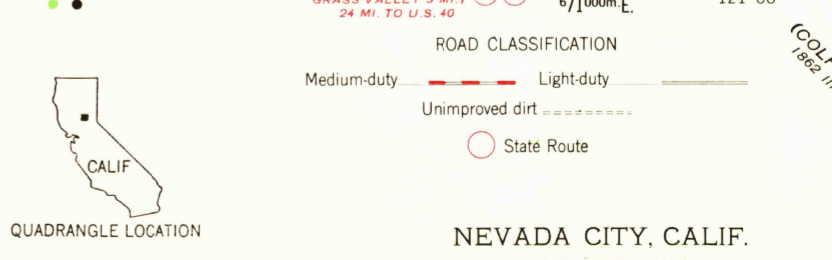 24 MI. TO U.S. 40
ROAD CLASSIFICATION
Medium-duty Light-duty
Unimproved dirt
State Route
CALIF
QUADRANGLE LOCATION
NEVADA CITY, CALIF.